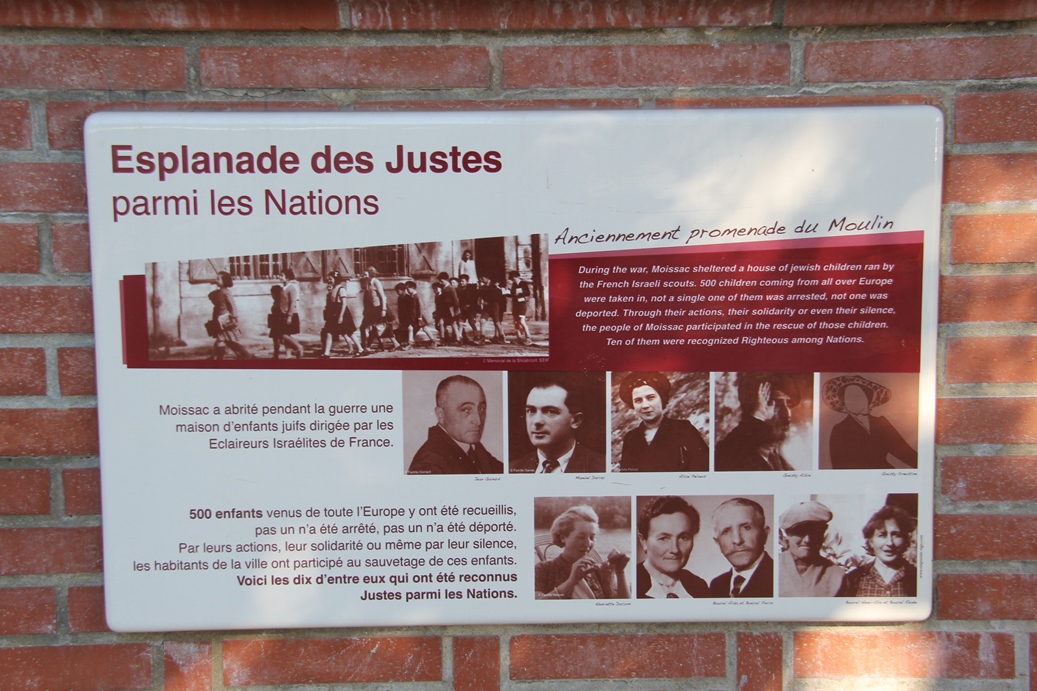 Esplanade des Justes
parmi les Nations
Anciennement promenade du Moulin
During the war, Moissac sheltered a house of jewish children ran by
the French Israeli scouts. 500 children coming from all over Europe
were taken in, not a single one of them was arrested, not one was
deported. Through their actions, their solidarity or even their silence,
the people of Moissac participated in the rescue of those children.
Ten of them were recognized Righteous among Nations.
Moissac a abrité pendant la guerre une
maison d'enfants juifs dirigée par les
Eclaireurs Israélites de France.
500 enfants venus de toute l'Europe y ont été recueillis,
pas un n'a été arrêté, pas un n'a été déporté.
Par leurs actions, leur solidarité ou même par leur silence,
les habitants de la ville ont participé au sauvetage de ces enfants.
Voici les dix d'entre eux qui ont été reconnus
Justes parmi les Nations.